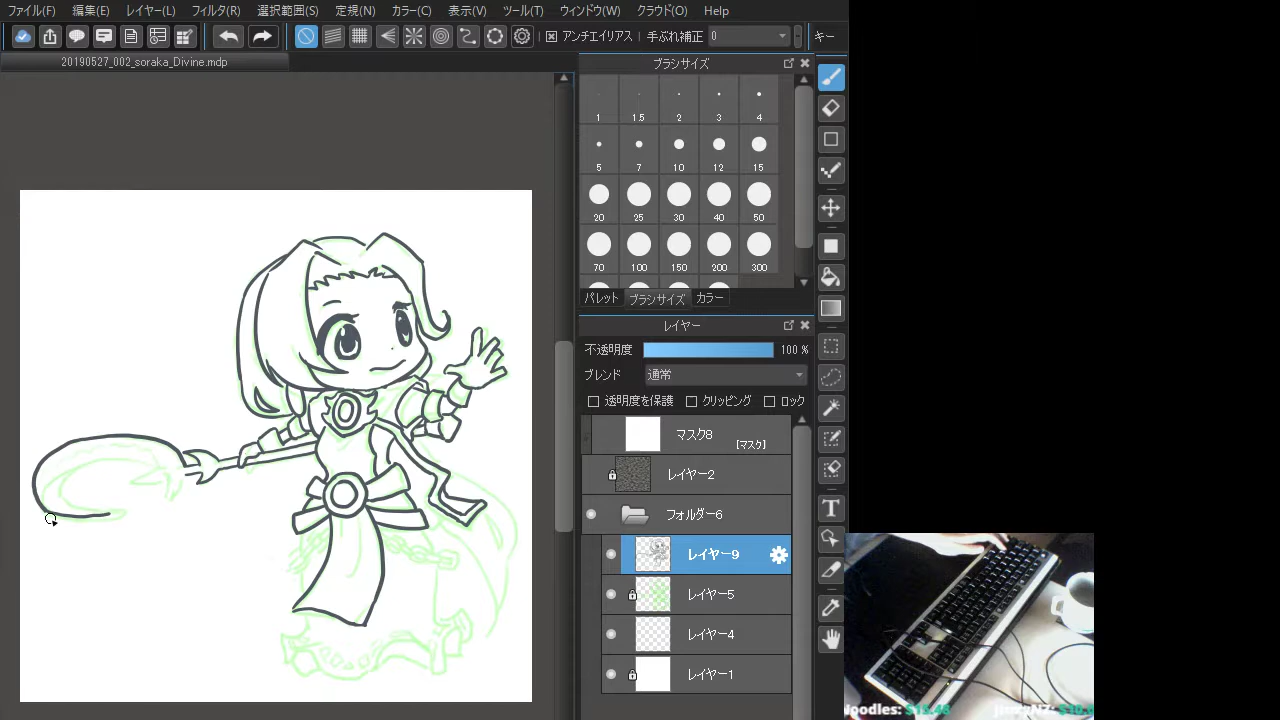 ファイル(F) 編集(E) レイヤー(L) フィルタ(R) 選択範囲(S) 定規(N) カラー(C) 表示(V) ツール(T) ウィンドウ(W) クラウド(O) Help
アンチエイリアス 手ぶれ補正 0 キー
20190527_002_soraka_Divine.mdp
ブラシサイズ
1 1.5 2 3 4
5 7 10 12 15
20 25 30 40 50
70 100 150 200 300
パレット ブラシサイズ カラー
レイヤー
不透明度 100 %
ブレンド 通常
透明度を保護 クリッピング ロック
マスク8
[マスク]
レイヤー2
フォルダー6
レイヤー9
レイヤー5
レイヤー4
レイヤー1
T
Noodles: